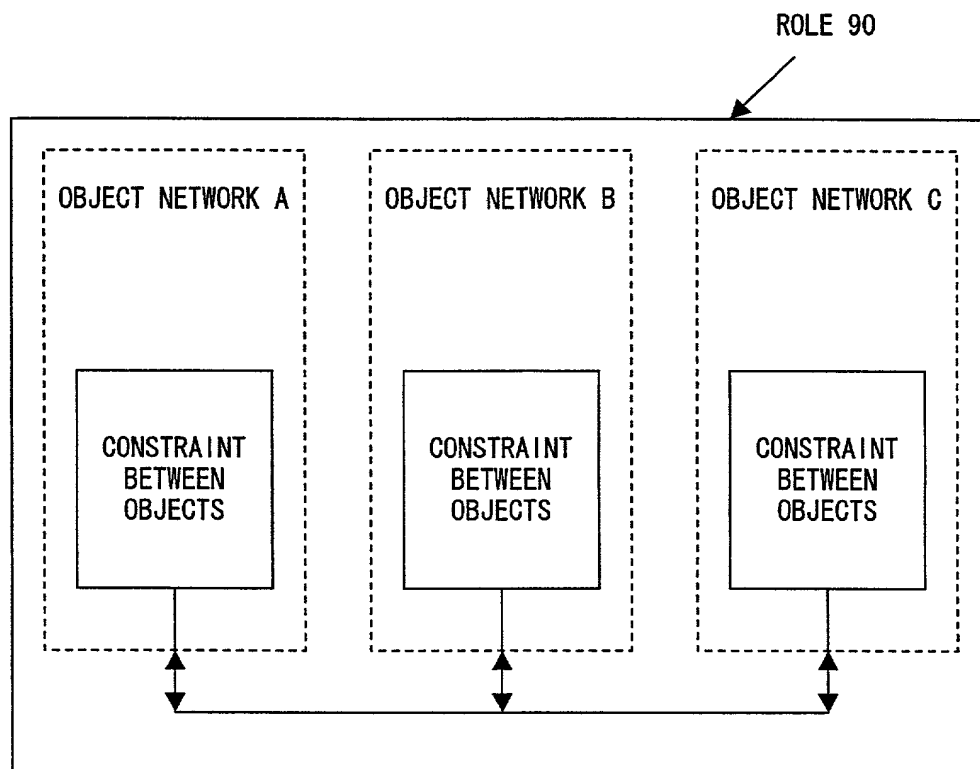 ROLE 90
OBJECT NETWORK A
OBJECT NETWORK B
OBJECT NETWORK C
CONSTRAINT
BETWEEN
OBJECTS
CONSTRAINT
BETWEEN
OBJECTS
CONSTRAINT
BETWEEN
OBJECTS